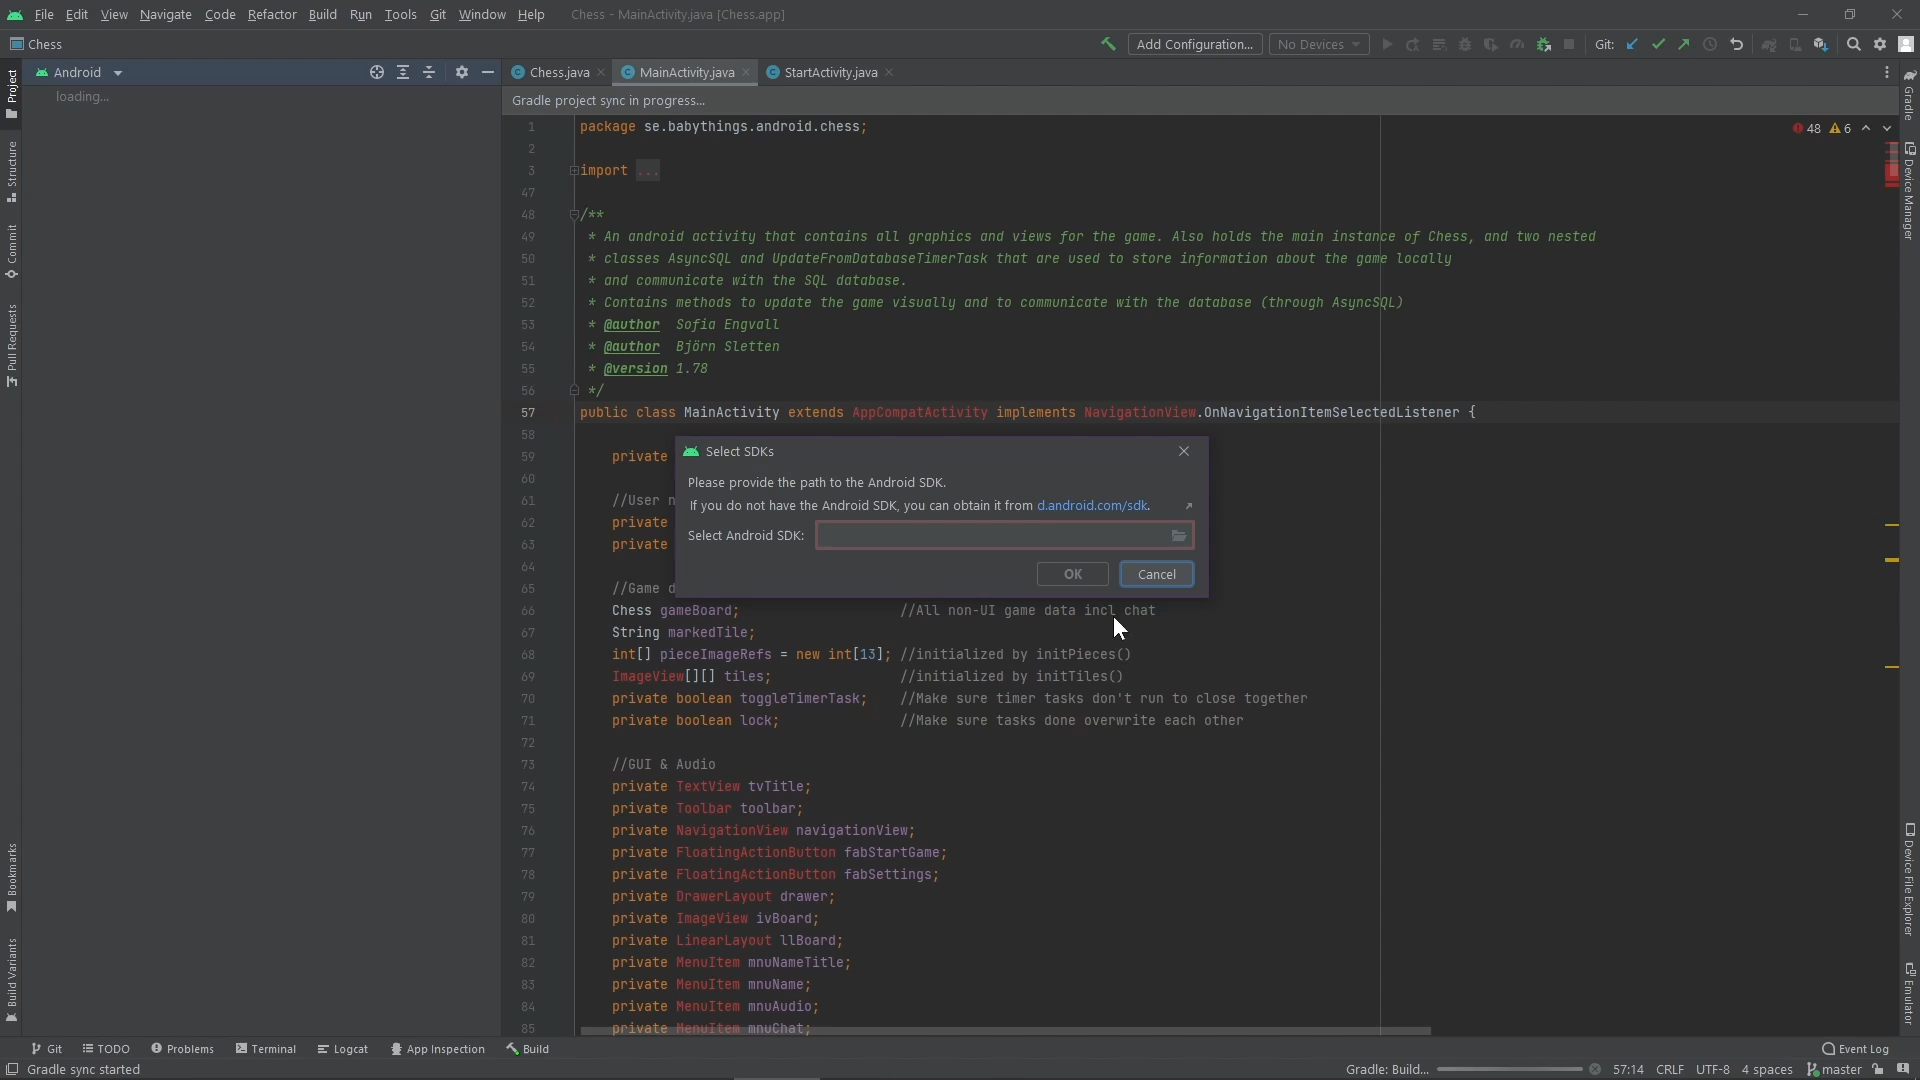 File Edit View Navigate Code Refactor Build Run Tools Git Window Help Chess - MainActivity.java [Chess.app]
Chess
Add Configuration...
No Devices
Git:
Project
Structure
Commit
Pull Requests
Bookmarks
Build Variants
Android
loading...
Chess.java
MainActivity.java
StartActivity.java
Gradle project sync in progress...
48 6
1 package se.babythings.android.chess;
2
3 import ...
47
48 /**
49 * An android activity that contains all graphics and views for the game. Also holds the main instance of Chess, and two nested
50 * classes AsyncSQL and UpdateFromDatabaseTimerTask that are used to store information about the game locally
51 * and communicate with the SQL database.
52 * Contains methods to update the game visually and to communicate with the database (through AsyncSQL)
53 * @author Sofia Engvall
54 * @author Björn Sletten
55 * @version 1.78
56 */
57 public class MainActivity extends AppCompatActivity implements NavigationView.OnNavigationItemSelectedListener {
58
59 private
60
61 //User n
62 private
63 private
64
65 //Game d
66 Chess gameBoard; //All non-UI game data incl chat
67 String markedTile;
68 int[] pieceImageRefs = new int[13]; //initialized by initPieces()
69 ImageView[][] tiles; //initialized by initTiles()
70 private boolean toggleTimerTask; //Make sure timer tasks don't run to close together
71 private boolean lock; //Make sure tasks done overwrite each other
72
73 //GUI & Audio
74 private TextView tvTitle;
75 private Toolbar toolbar;
76 private NavigationView navigationView;
77 private FloatingActionButton fabStartGame;
78 private FloatingActionButton fabSettings;
79 private DrawerLayout drawer;
80 private ImageView ivBoard;
81 private LinearLayout llBoard;
82 private MenuItem mnuNameTitle;
83 private MenuItem mnuName;
84 private MenuItem mnuAudio;
85 private MenuItem mnuChat;
Select SDKs
Please provide the path to the Android SDK.
If you do not have the Android SDK, you can obtain it from d.android.com/sdk.
Select Android SDK:
OK Cancel
Gradle
Device Manager
Device File Explorer
Emulator
Git TODO Problems Terminal Logcat App Inspection Build Event Log
Gradle sync started Gradle: Build... 57:14 CRLF UTF-8 4 spaces master